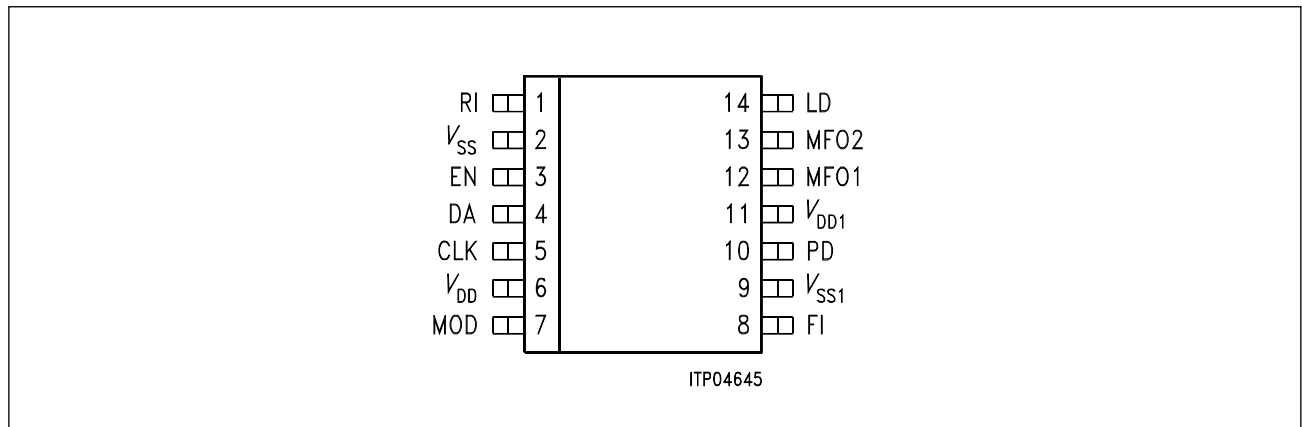 RI 1 14 LD
VSS 2 13 MFO2
EN 3 12 MFO1
DA 4 11 VDD1
CLK 5 10 PD
VDD 6 9 VSS1
MOD 7 8 FI
ITP04645